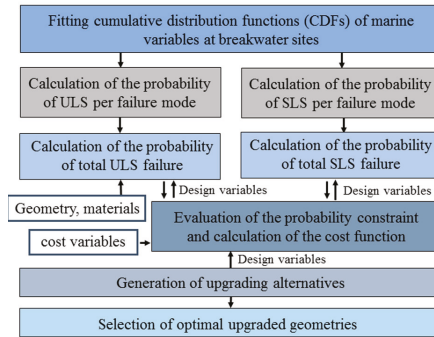 Fitting cumulative distribution functions (CDFs) of marine
variables at breakwater sites
Calculation of the probability
of ULS per failure mode
Calculation of the probability
of SLS per failure mode
Calculation of the probability
of total ULS failure
Calculation of the probability
of total SLS failure
Design variables
Design variables
Geometry, materials
Evaluation of the probability constraint
and calculation of the cost function
cost variables
Design variables
Generation of upgrading alternatives
Selection of optimal upgraded geometries